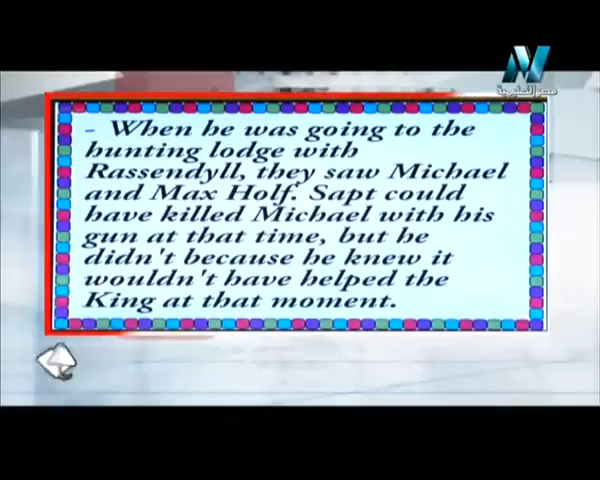 مصر التعليمية
- When he was going to the
hunting lodge with
Rassendyll, they saw Michael
and Max Holf. Sapt could
have killed Michael with his
gun at that time, but he
didn't because he knew it
wouldn't have helped the
King at that moment.